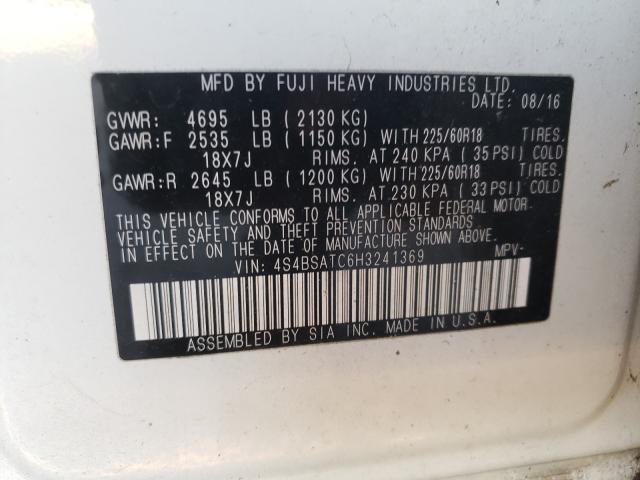 MFD BY FUJI HEAVY INDUSTRIES LTD.
DATE: 08/16
GVWR: 4695 LB ( 2130 KG)
GAWR:F 2535 LB ( 1150 KG) WITH 225/60R18 TIRES.
18X7J RIMS. AT 240 KPA ( 35 PSI) COLD
GAWR:R 2645 LB ( 1200 KG) WITH 225/60R18 TIRES.
18X7J RIMS. AT 230 KPA ( 33 PSI) COLD
THIS VEHICLE CONFORMS TO ALL APPLICABLE FEDERAL MOTOR-
VEHICLE SAFETY AND THEFT PREVENTION STANDARDS
IN EFFECT ON THE DATE OF MANUFACTURE SHOWN ABOVE.
VIN: 4S4BSATC6H3241369 MPV-
ASSEMBLED BY SIA INC. MADE IN U.S.A.